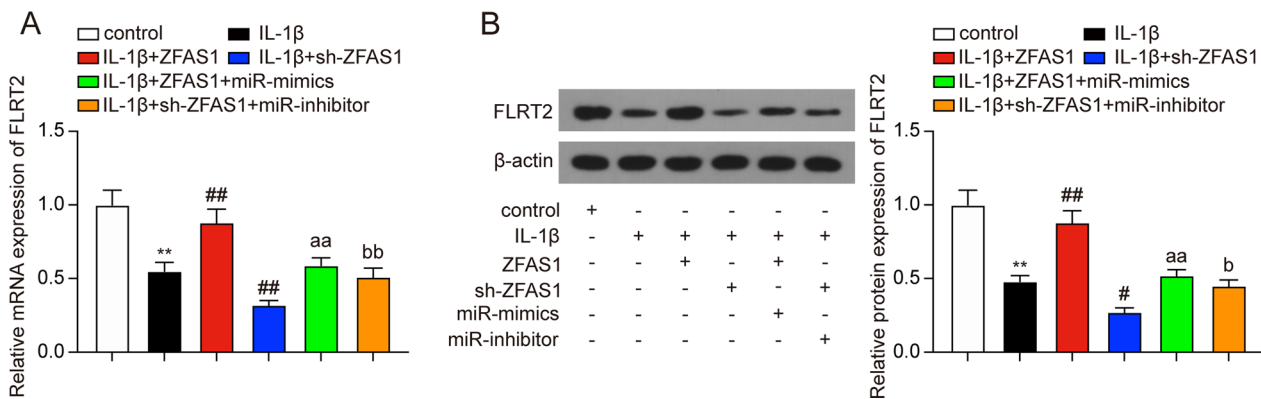 A
control
IL-1β
IL-1β+ZFAS1
IL-1β+sh-ZFAS1
IL-1β+ZFAS1+miR-mimics
IL-1β+sh-ZFAS1+miR-inhibitor
Relative mRNA expression of FLRT2
1.5
1.0
0.5
0.0
**
##
##
aa
bb
B
FLRT2
β-actin
control + - - - - -
IL-1β - + + + + +
ZFAS1 - - + - + -
sh-ZFAS1 - - - + - +
miR-mimics - - - - + -
miR-inhibitor - - - - - +
control
IL-1β
IL-1β+ZFAS1
IL-1β+sh-ZFAS1
IL-1β+ZFAS1+miR-mimics
IL-1β+sh-ZFAS1+miR-inhibitor
Relative protein expression of FLRT2
1.5
1.0
0.5
0.0
**
##
#
aa
b